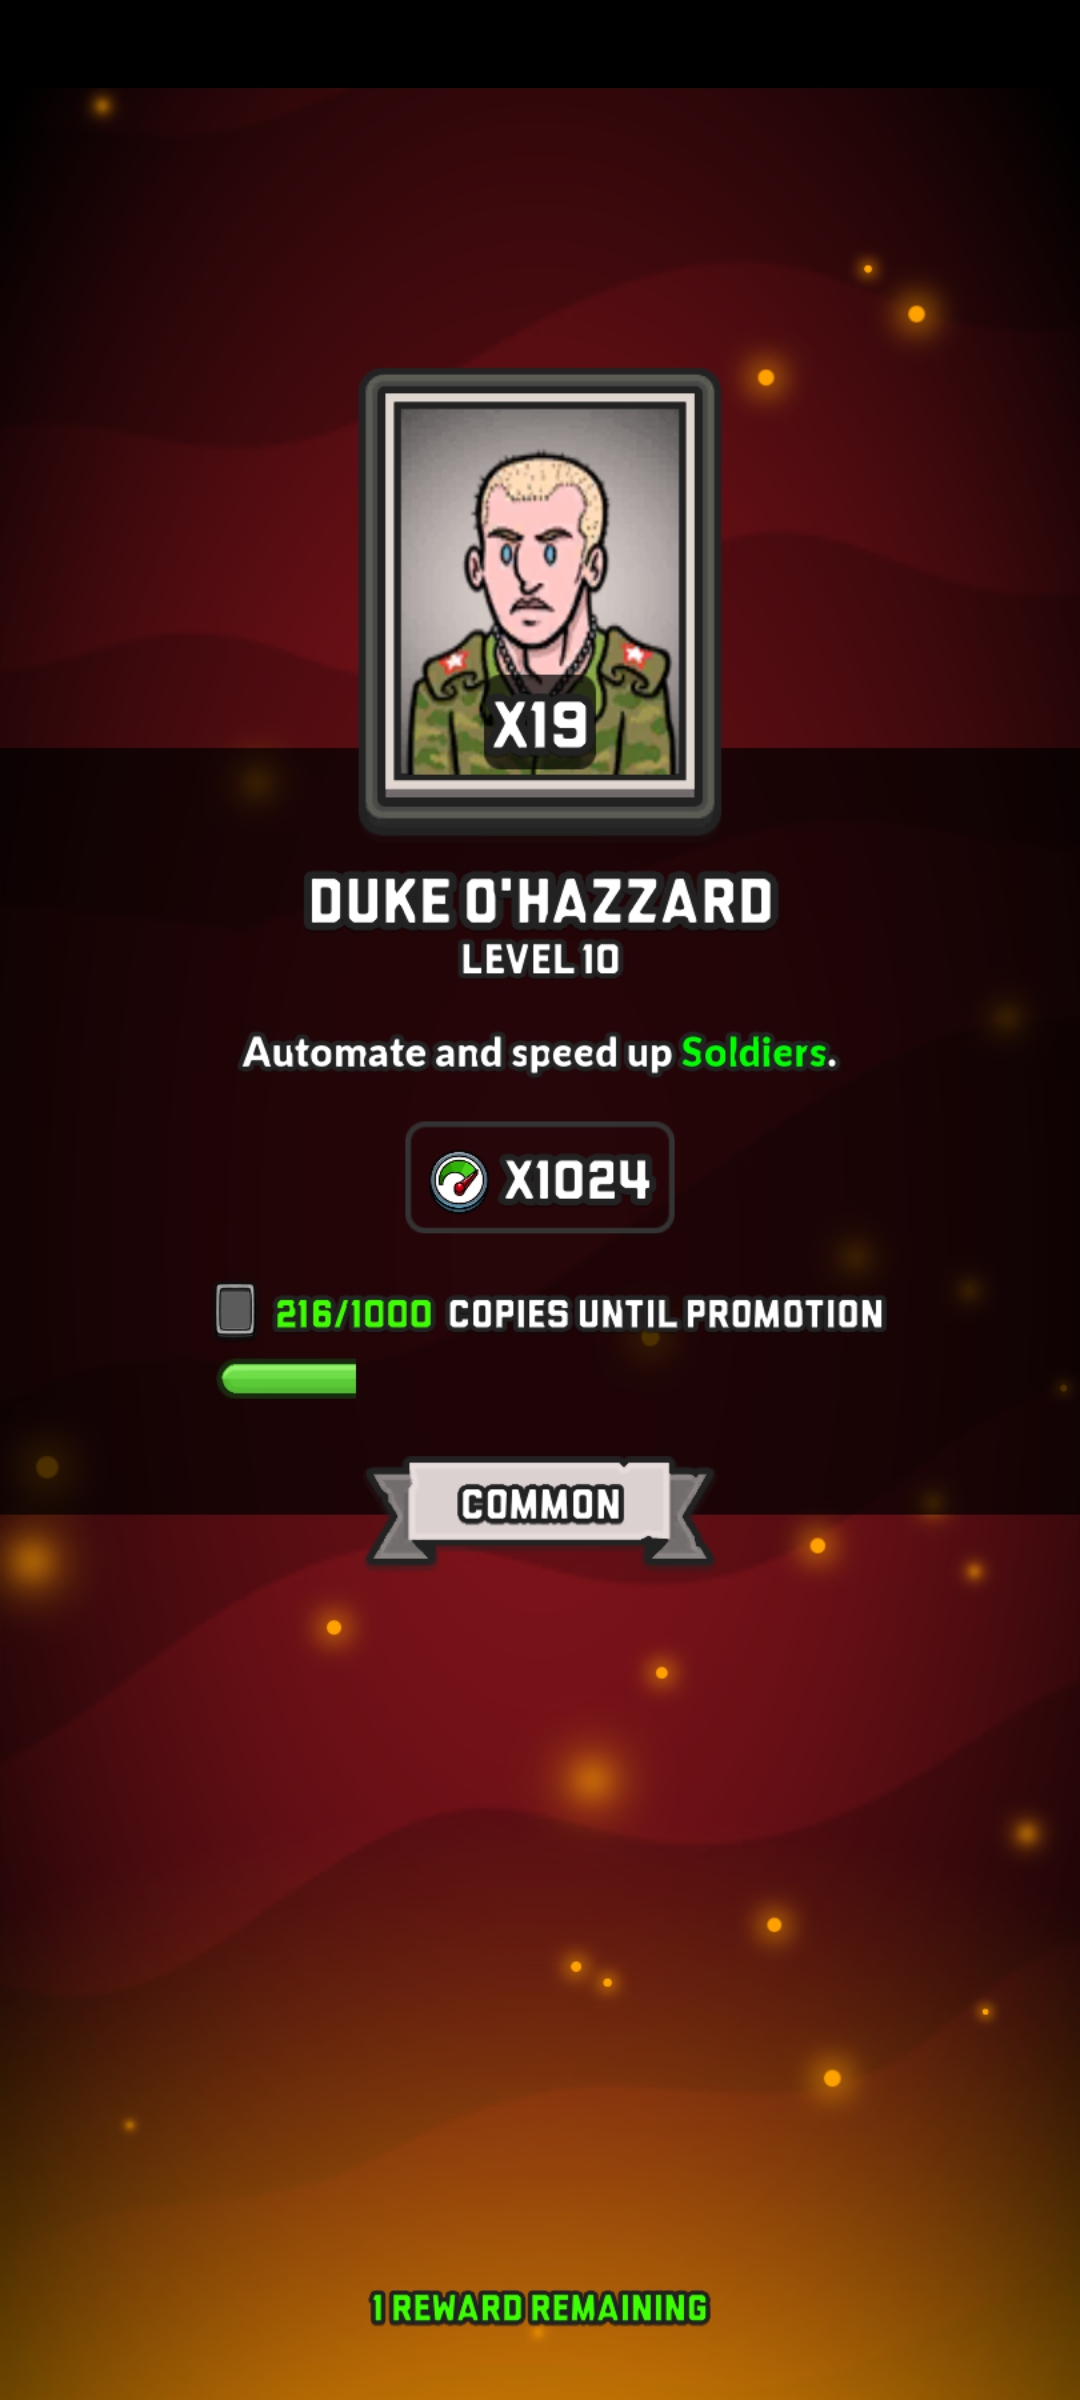 X19
DUKE O'HAZZARD
LEVEL 10
Automate and speed up Soldiers.
X1024
216/1000 COPIES UNTIL PROMOTION
COMMON
1 REWARD REMAINING